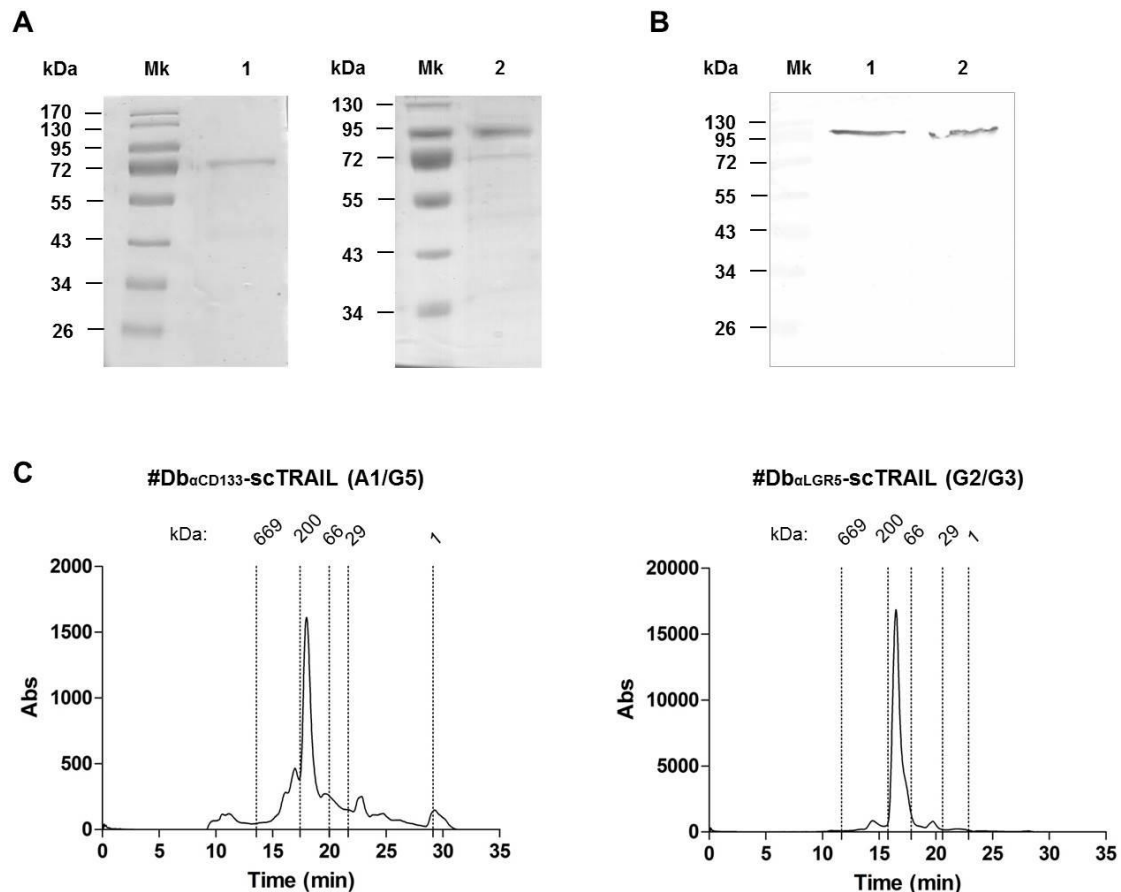 A
B
kDa Mk 1
170
130
95
72
55
43
34
26
kDa Mk 2
130
95
72
55
43
34
kDa Mk 1 2
130
95
72
55
43
34
26
C
#DbαCD133-scTRAIL (A1/G5)
kDa: 669 200 66 29 1
2000
1500
1000
500
0
Abs
0 5 10 15 20 25 30 35
Time (min)
#DbαLGR5-scTRAIL (G2/G3)
kDa: 669 200 66 29 1
20000
15000
10000
5000
0
Abs
0 5 10 15 20 25 30 35
Time (min)